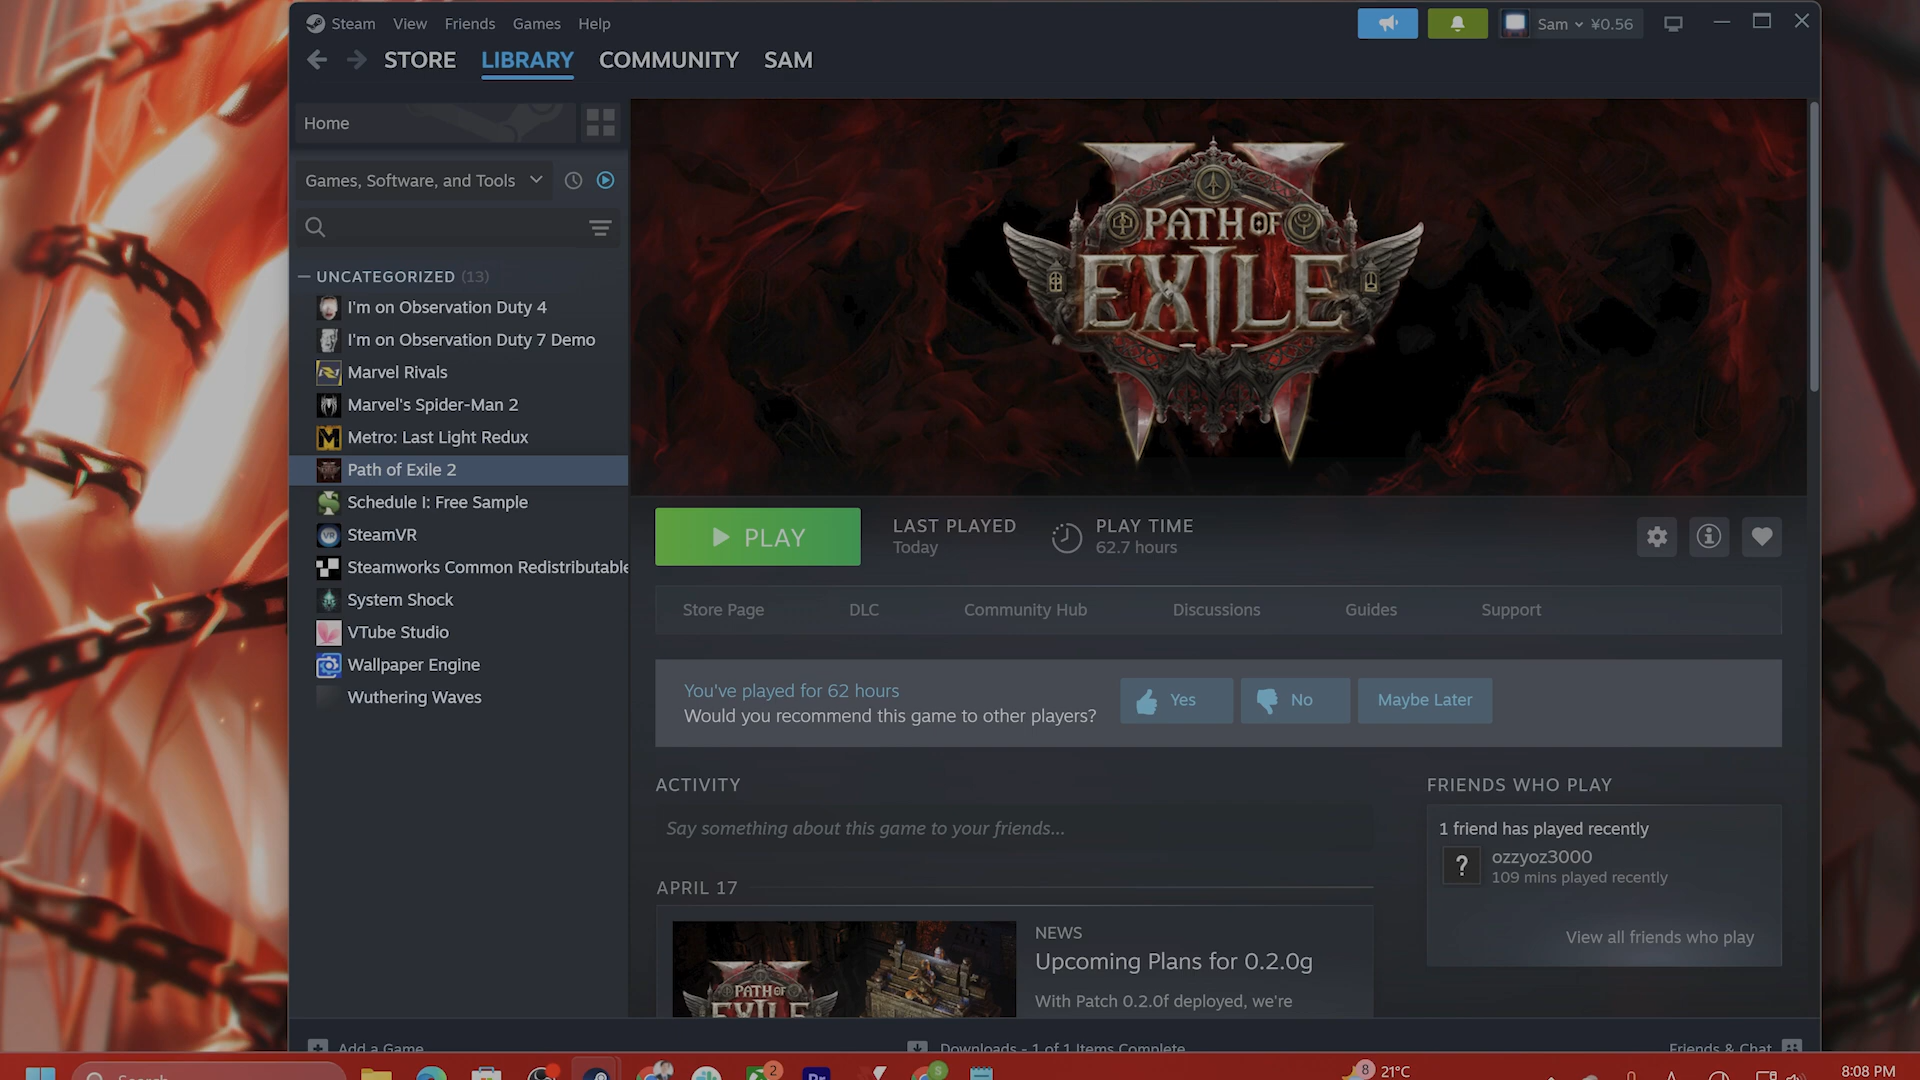 Steam View Friends Games Help
Sam ¥0.56
STORE LIBRARY COMMUNITY SAM
Home
Games, Software, and Tools
UNCATEGORIZED (13)
I'm on Observation Duty 4
I'm on Observation Duty 7 Demo
Marvel Rivals
Marvel's Spider-Man 2
Metro: Last Light Redux
Path of Exile 2
Schedule I: Free Sample
SteamVR
Steamworks Common Redistributable
System Shock
VTube Studio
Wallpaper Engine
Wuthering Waves
PATH OF
EXILE
II
PLAY
LAST PLAYED
Today
PLAY TIME
62.7 hours
Store Page DLC Community Hub Discussions Guides Support
You've played for 62 hours
Would you recommend this game to other players?
Yes No Maybe Later
ACTIVITY
Say something about this game to your friends...
FRIENDS WHO PLAY
1 friend has played recently
?
ozzyoz3000
109 mins played recently
View all friends who play
APRIL 17
PATH OF
EXILE
NEWS
Upcoming Plans for 0.2.0g
With Patch 0.2.0f deployed, we're
Add a Game
Downloads - 1 of 1 Items Complete
Friends & Chat
Search
2
Pr
S
8
21°C
8:08 PM